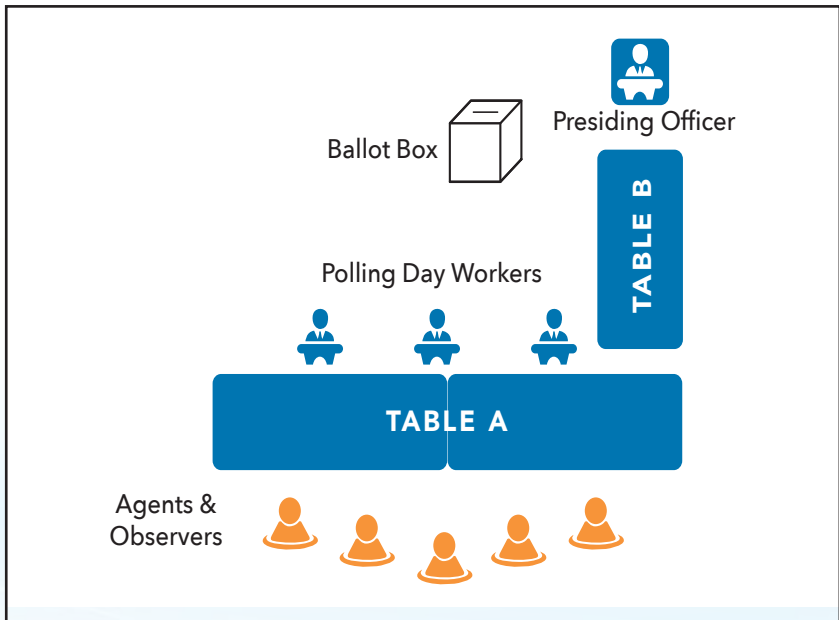 Presiding Officer
Ballot Box
TABLE B
Polling Day Workers
TABLE A
Agents &
Observers